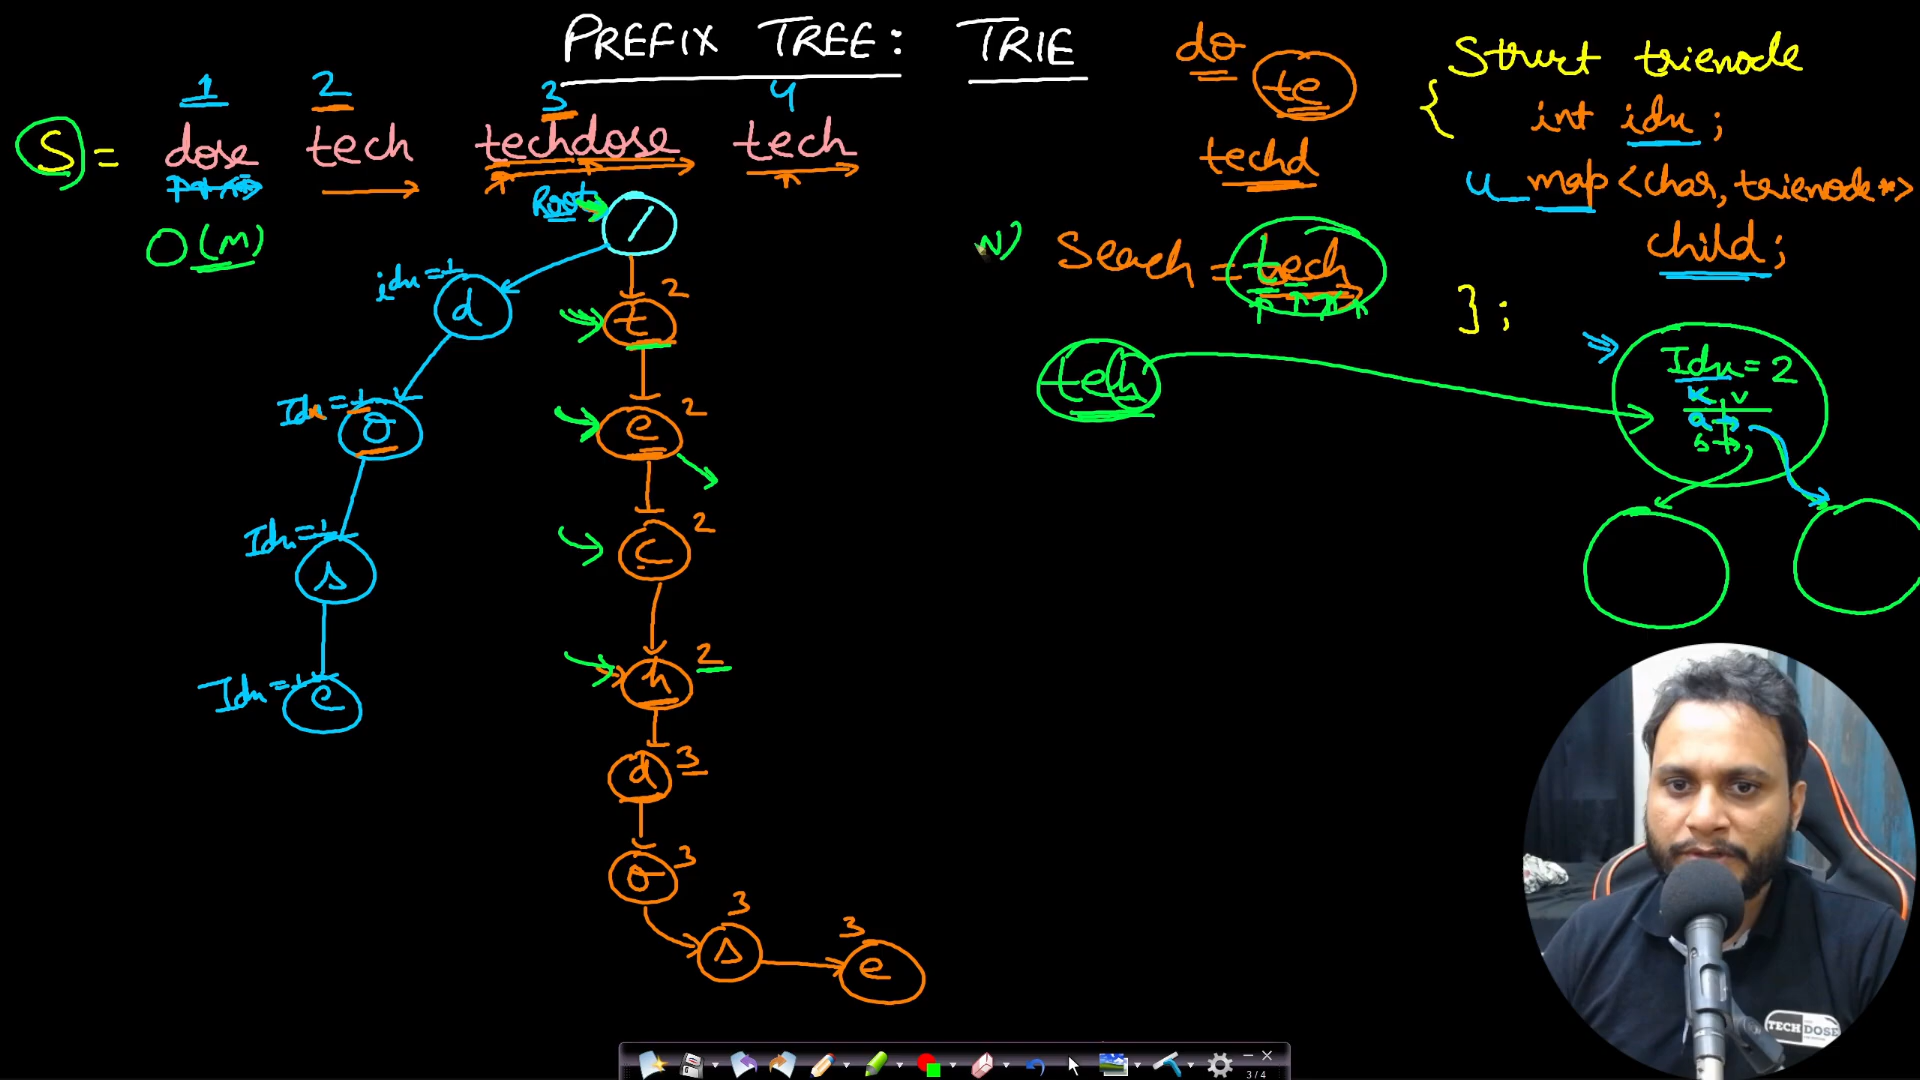 PREFIX TREE: TRIE
do
te
techd
1 2 3 4
S = dose tech techdose tech
O(M)
Root
/
idx=1
d
Idx=1
o
Idx=1
s
Idx=1
e
t 2
e 2
c 2
h 2
d 3
o 3
s 3
e 3
N) Search = tech
tech
Struct trienode
{ int idx;
u_map<char, trienode*>
child;
};
Idx = 2
K V
a →
b →
TECH DOSE
3 / 4